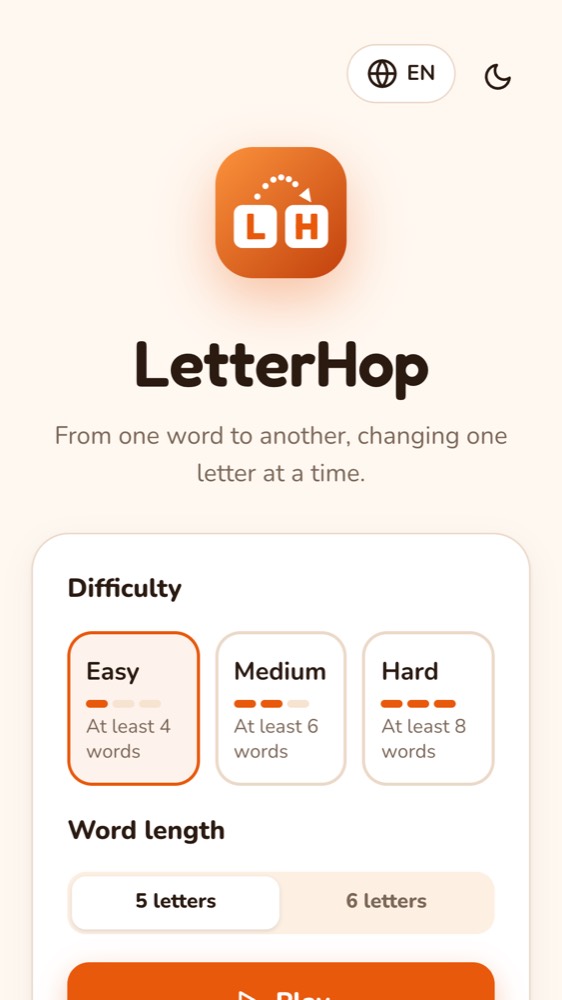 EN
L H
LetterHop
From one word to another, changing one
letter at a time.
Difficulty
Easy
At least 4
words
Medium
At least 6
words
Hard
At least 8
words
Word length
5 letters
6 letters
Play